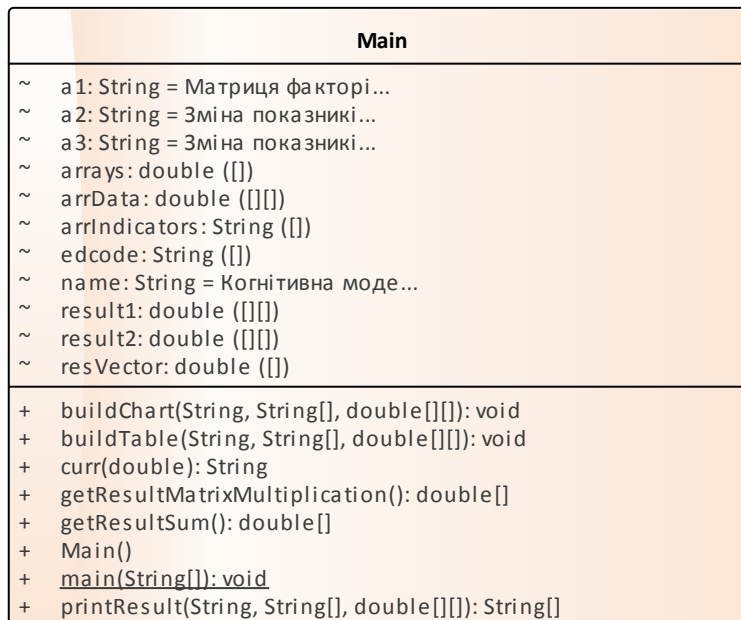 Main
~ a1: String = Матриця факторі...
~ a2: String = Зміна показникі...
~ a3: String = Зміна показникі...
~ arrays: double ([])
~ arrData: double ([][])
~ arrIndicators: String ([])
~ edcode: String ([])
~ name: String = Когнітивна моде...
~ result1: double ([][])
~ result2: double ([][])
~ resVector: double ([])
+ buildChart(String, String[], double[][]): void
+ buildTable(String, String[], double[][]): void
+ curr(double): String
+ getResultMatrixMultiplication(): double[]
+ getResultSum(): double[]
+ Main()
+ main(String[]): void
+ printResult(String, String[], double[][]): String[]